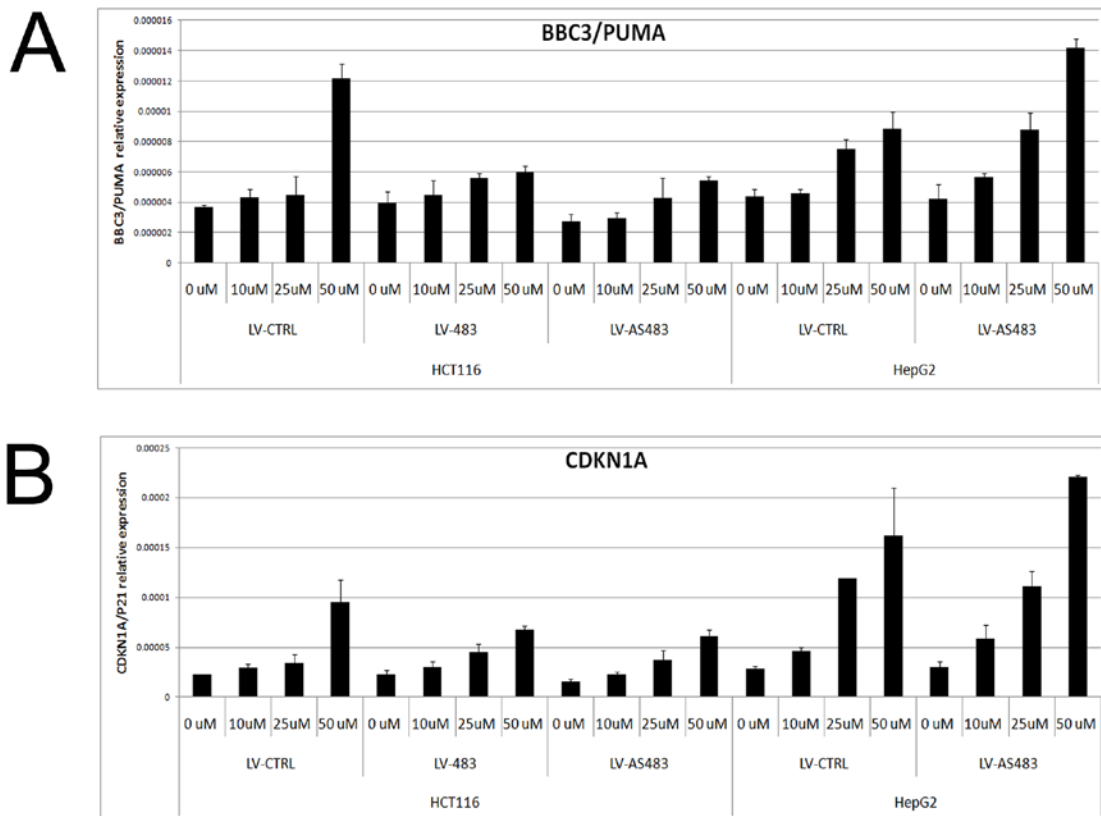 A
BBC3/PUMA
BBC3/PUMA relative expression
0.000016
0.000014
0.000012
0.00001
0.000008
0.000006
0.000004
0.000002
0
0 uM 10uM 25uM 50 uM 0 uM 10uM 25uM 50 uM 0 uM 10uM 25uM 50 uM 0 uM 10uM 25uM 50 uM 0 uM 10uM 25uM 50 uM
LV-CTRL LV-483 LV-AS483 LV-CTRL LV-AS483
HCT116 HepG2
B
CDKN1A
CDKN1A/P21 relative expression
0.00025
0.0002
0.00015
0.0001
0.00005
0
0 uM 10uM 25uM 50 uM 0 uM 10uM 25uM 50 uM 0 uM 10uM 25uM 50 uM 0 uM 10uM 25uM 50 uM 0 uM 10uM 25uM 50 uM
LV-CTRL LV-483 LV-AS483 LV-CTRL LV-AS483
HCT116 HepG2